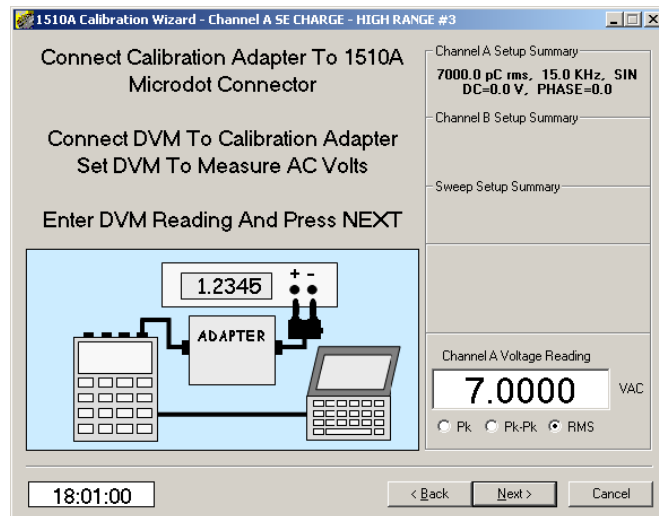 1510A Calibration Wizard - Channel A SE CHARGE - HIGH RANGE #3
Connect Calibration Adapter To 1510A
Microdot Connector
Connect DVM To Calibration Adapter
Set DVM To Measure AC Volts
Enter DVM Reading And Press NEXT
1.2345
+ -
ADAPTER
Channel A Setup Summary
7000.0 pC rms, 15.0 KHz, SIN
DC=0.0 V, PHASE=0.0
Channel B Setup Summary
Sweep Setup Summary
Channel A Voltage Reading
7.0000 VAC
Pk Pk-Pk RMS
18:01:00
< Back Next > Cancel